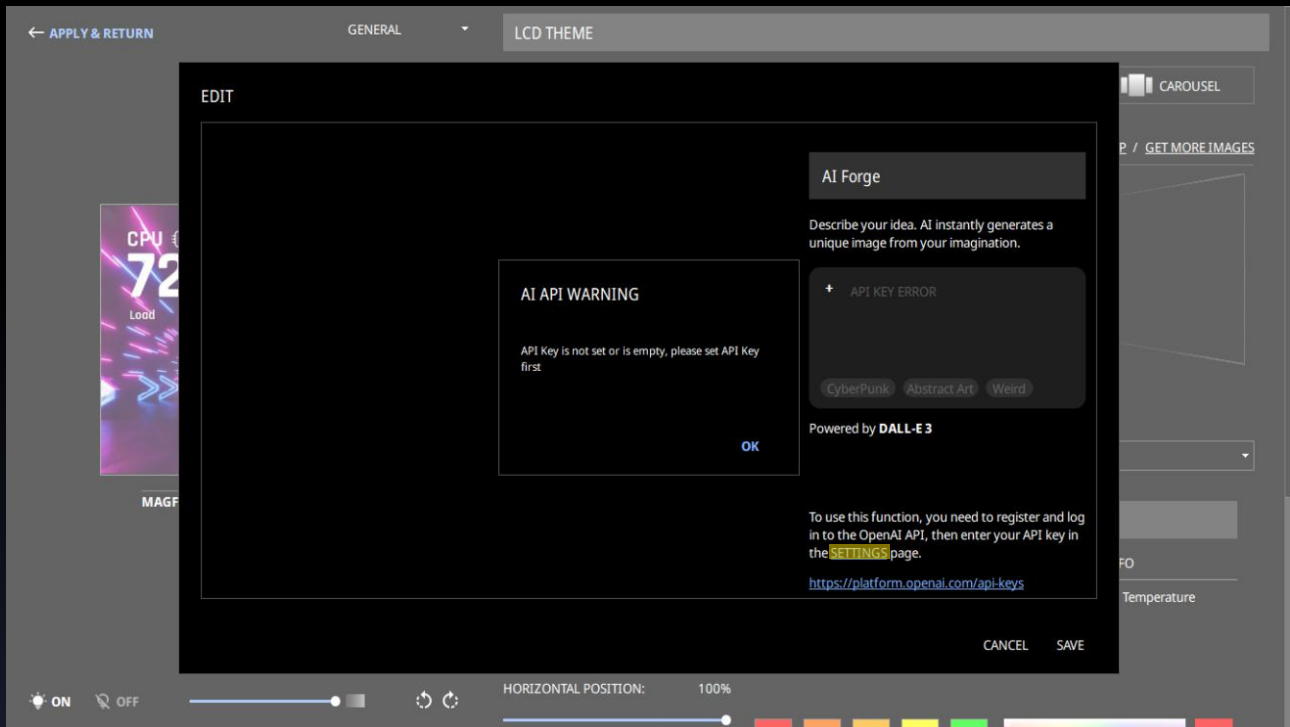 ← APPLY & RETURN
GENERAL
LCD THEME
CAROUSEL
P / GET MORE IMAGES
EDIT
AI Forge
Describe your idea. AI instantly generates a
unique image from your imagination.
+ API KEY ERROR
CyberPunk Abstract Art Weird
Powered by DALL-E 3
To use this function, you need to register and log
in to the OpenAI API, then enter your API key in
the SETTINGS page.
https://platform.openai.com/api-keys
AI API WARNING
API Key is not set or is empty, please set API Key
first
OK
CANCEL SAVE
CPU
72
Load
MAGF
FO
Temperature
ON OFF
HORIZONTAL POSITION: 100%